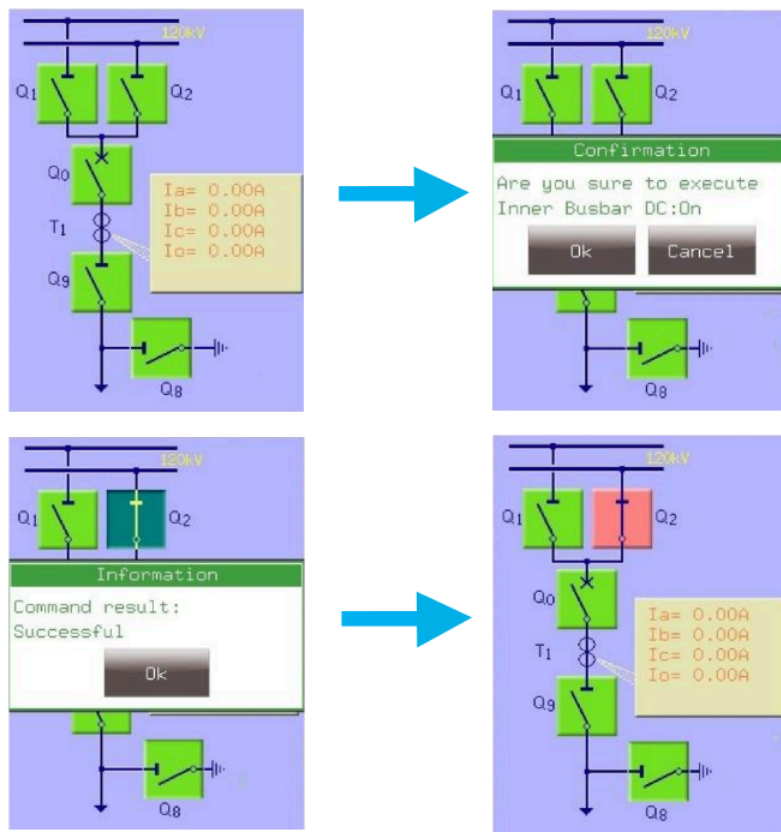 120kV
Q1
Q2
Q0
Ia= 0.00A
Ib= 0.00A
Ic= 0.00A
Io= 0.00A
T1
Q9
Q8
120kV
Q1
Q2
Confirmation
Are you sure to execute
Inner Busbar DC:On
Ok
Cancel
Q8
120kV
Q1
Q2
Information
Command result:
Successful
Ok
Q8
120kV
Q1
Q2
Q0
Ia= 0.00A
Ib= 0.00A
Ic= 0.00A
Io= 0.00A
T1
Q9
Q8